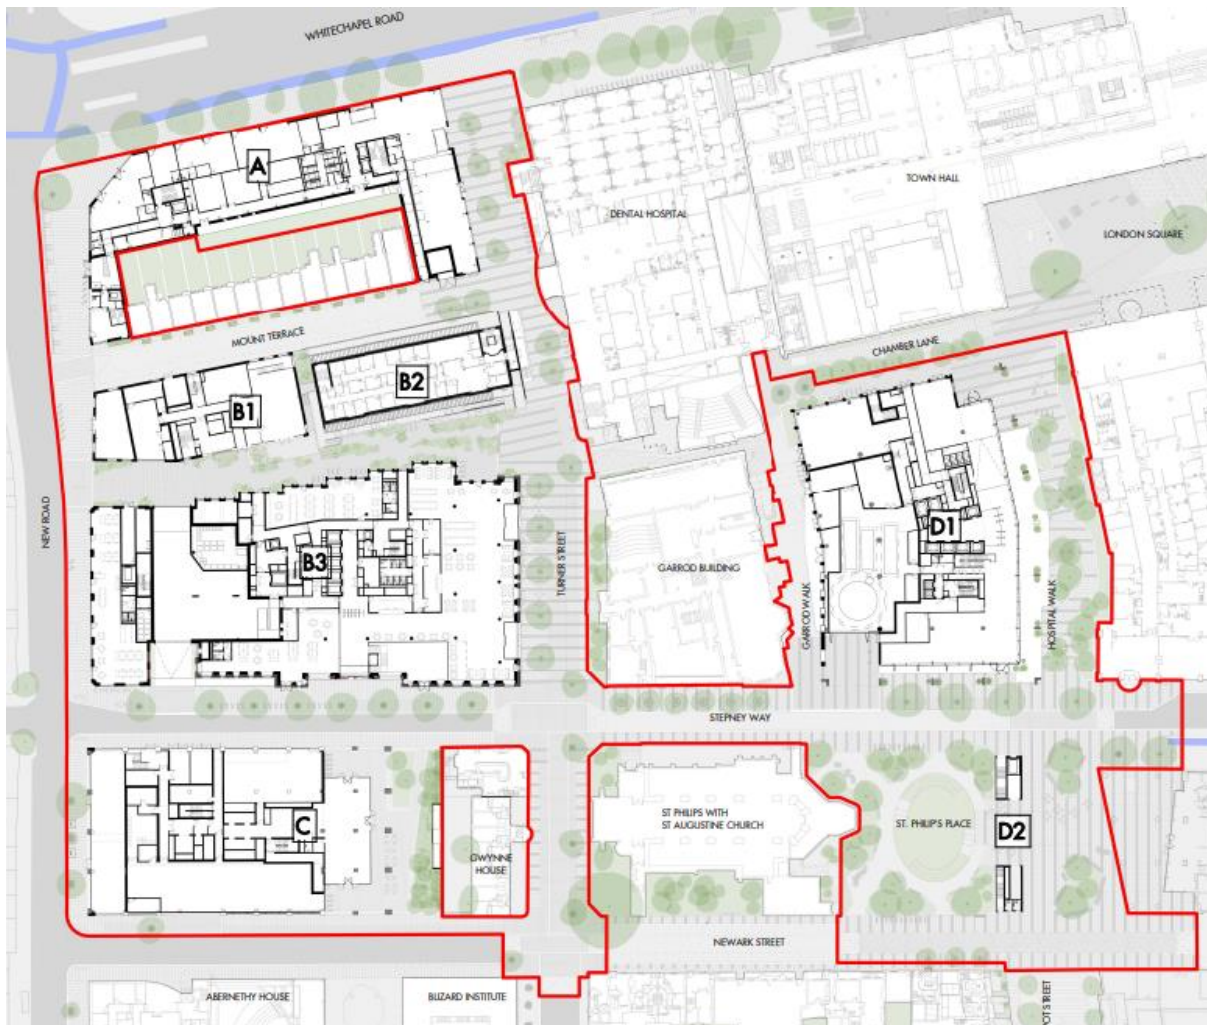 WHITECHAPEL ROAD
A
TOWN HALL
DENTAL HOSPITAL
LONDON SQUARE
MOUNT TERRACE
CHAMBER LANE
B2
B1
NEW ROAD
D1
B3
TURNER STREET
GARROD BUILDING
GARROD WALK
HOSPITAL WALK
STEPNEY WAY
C
ST PHILIPS WITH
ST AUGUSTINE CHURCH
ST. PHILIP'S PLACE
D2
GWYNNE
HOUSE
NEWARK STREET
ABERNETHY HOUSE
BLIZARD INSTITUTE
STREET